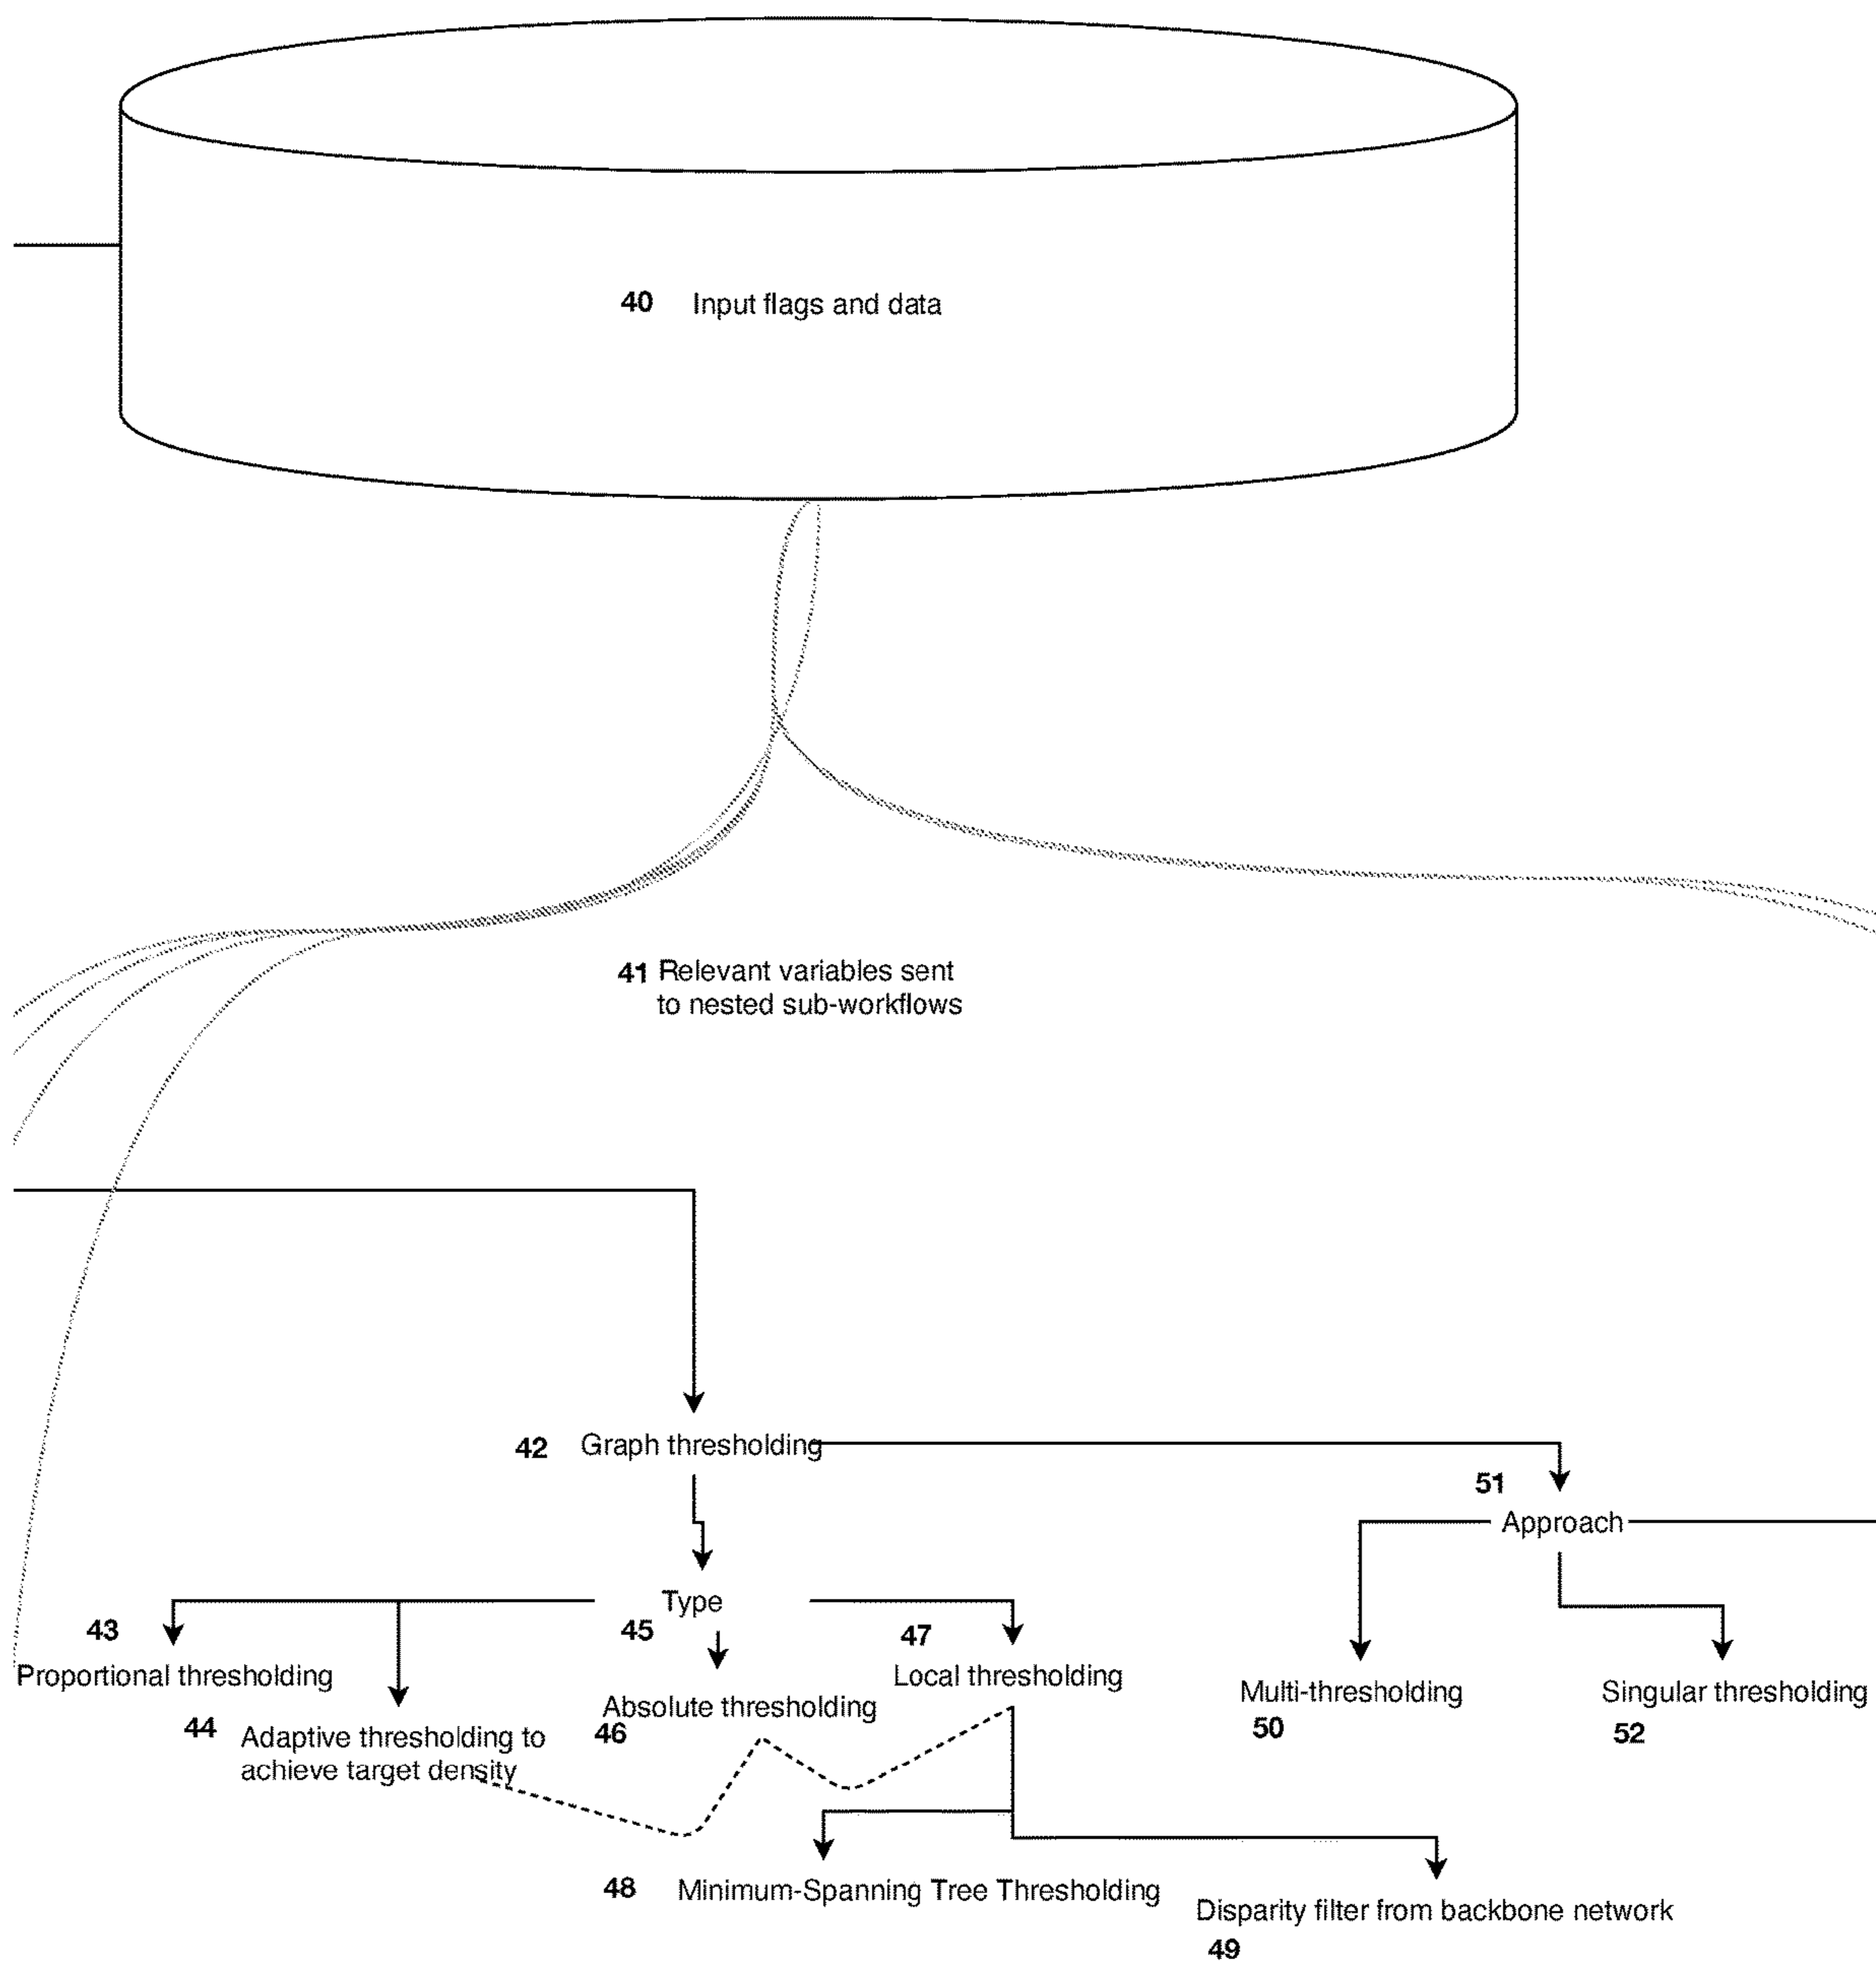 40 Input flags and data
41 Relevant variables sent
to nested sub-workflows
42 Graph thresholding
51
Approach
Type
43
45
47
Proportional thresholding
Local thresholding
Absolute thresholding
46
44 Adaptive thresholding to
achieve target density
Multi-thresholding
50
Singular thresholding
52
48 Minimum-Spanning Tree Thresholding
Disparity filter from backbone network
49